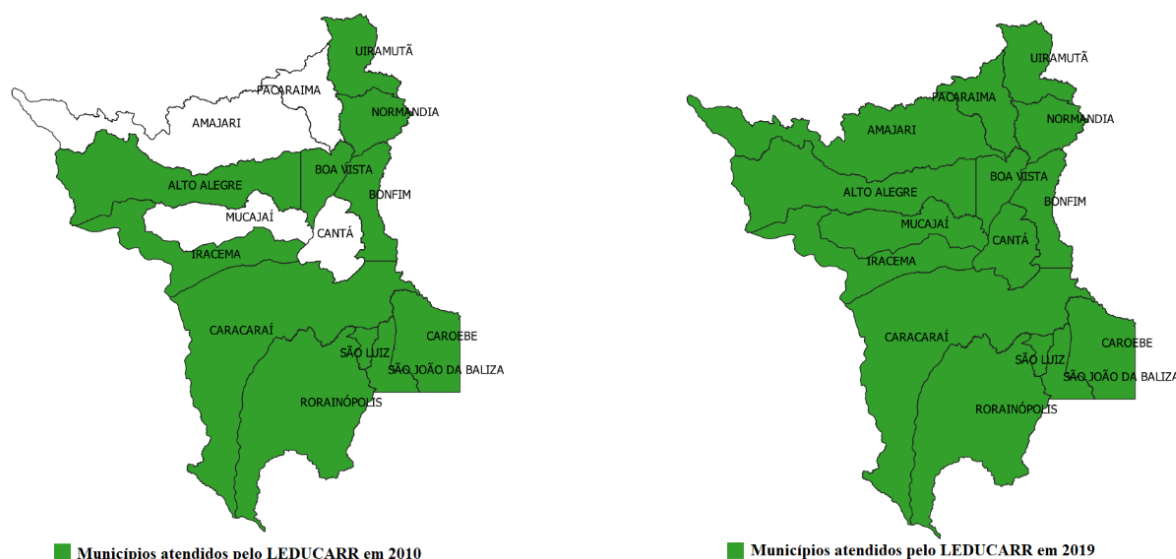 UIRAMUTÃ
PACARAIMA
NORMANDIA
AMAJARI
BOA VISTA
ALTO ALEGRE
BONFIM
MUCAJAÍ
CANTÁ
IRACEMA
CARACARAÍ
CAROEBE
SÃO LUIZ
SÃO JOÃO DA BALIZA
RORAINÓPOLIS
Municípios atendidos pelo LEDUCARR em 2010
UIRAMUTÃ
PACARAIMA
NORMANDIA
AMAJARI
BOA VISTA
ALTO ALEGRE
BONFIM
MUCAJAÍ
CANTÁ
IRACEMA
CARACARAÍ
CAROEBE
SÃO LUIZ
SÃO JOÃO DA BALIZA
RORAINÓPOLIS
Municípios atendidos pelo LEDUCARR em 2019